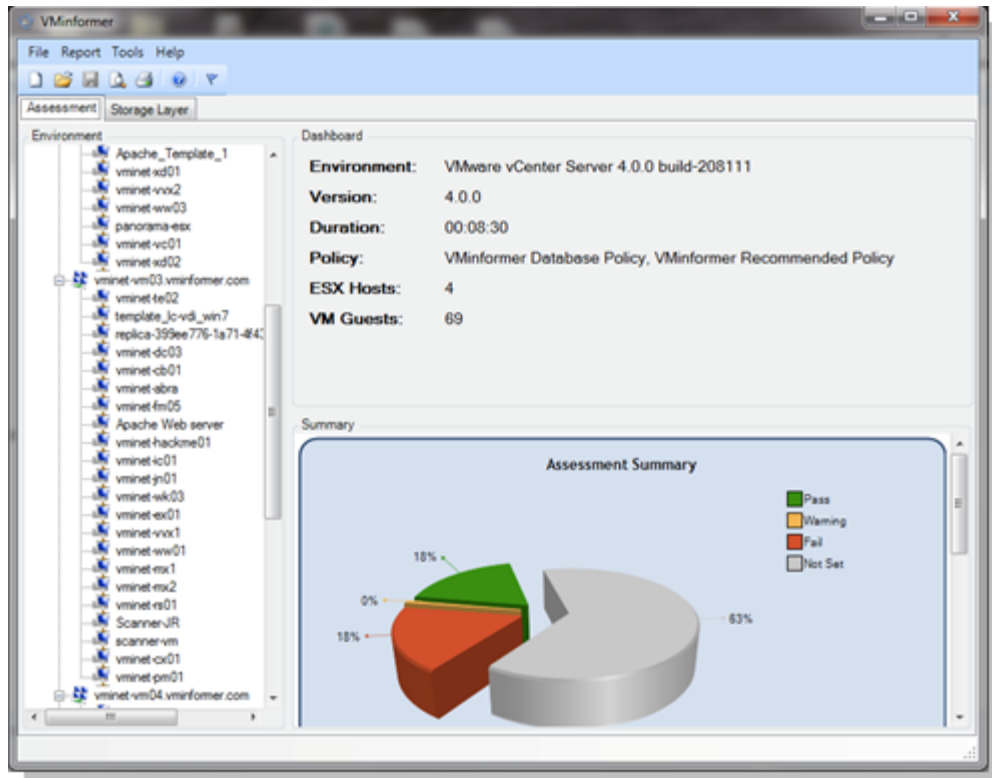 VMinformer
File Report Tools Help
Assessment Storage Layer
Environment
Apache_Template_1
vminet-xd01
vminet-vvx2
vminet-ww03
panorama-esx
vminet-vc01
vminet-xd02
vminet-vm03.vminformer.com
vminet-te02
template_lc-vdi_win7
replica-399ee776-1a71-4f43
vminet-dc03
vminet-cb01
vminet-abra
vminet-fm05
Apache Web server
vminet-hackme01
vminet-ic01
vminet-jn01
vminet-wk03
vminet-ex01
vminet-vvx1
vminet-ww01
vminet-mx1
vminet-mx2
vminet-rs01
Scanner-JR
scanner-vm
vminet-cx01
vminet-pm01
vminet-vm04.vminformer.com
Dashboard
Environment: VMware vCenter Server 4.0.0 build-208111
Version: 4.0.0
Duration: 00:08:30
Policy: VMinformer Database Policy, VMinformer Recommended Policy
ESX Hosts: 4
VM Guests: 69
Summary
Assessment Summary
Pass
Warning
Fail
Not Set
18%
0%
18%
63%